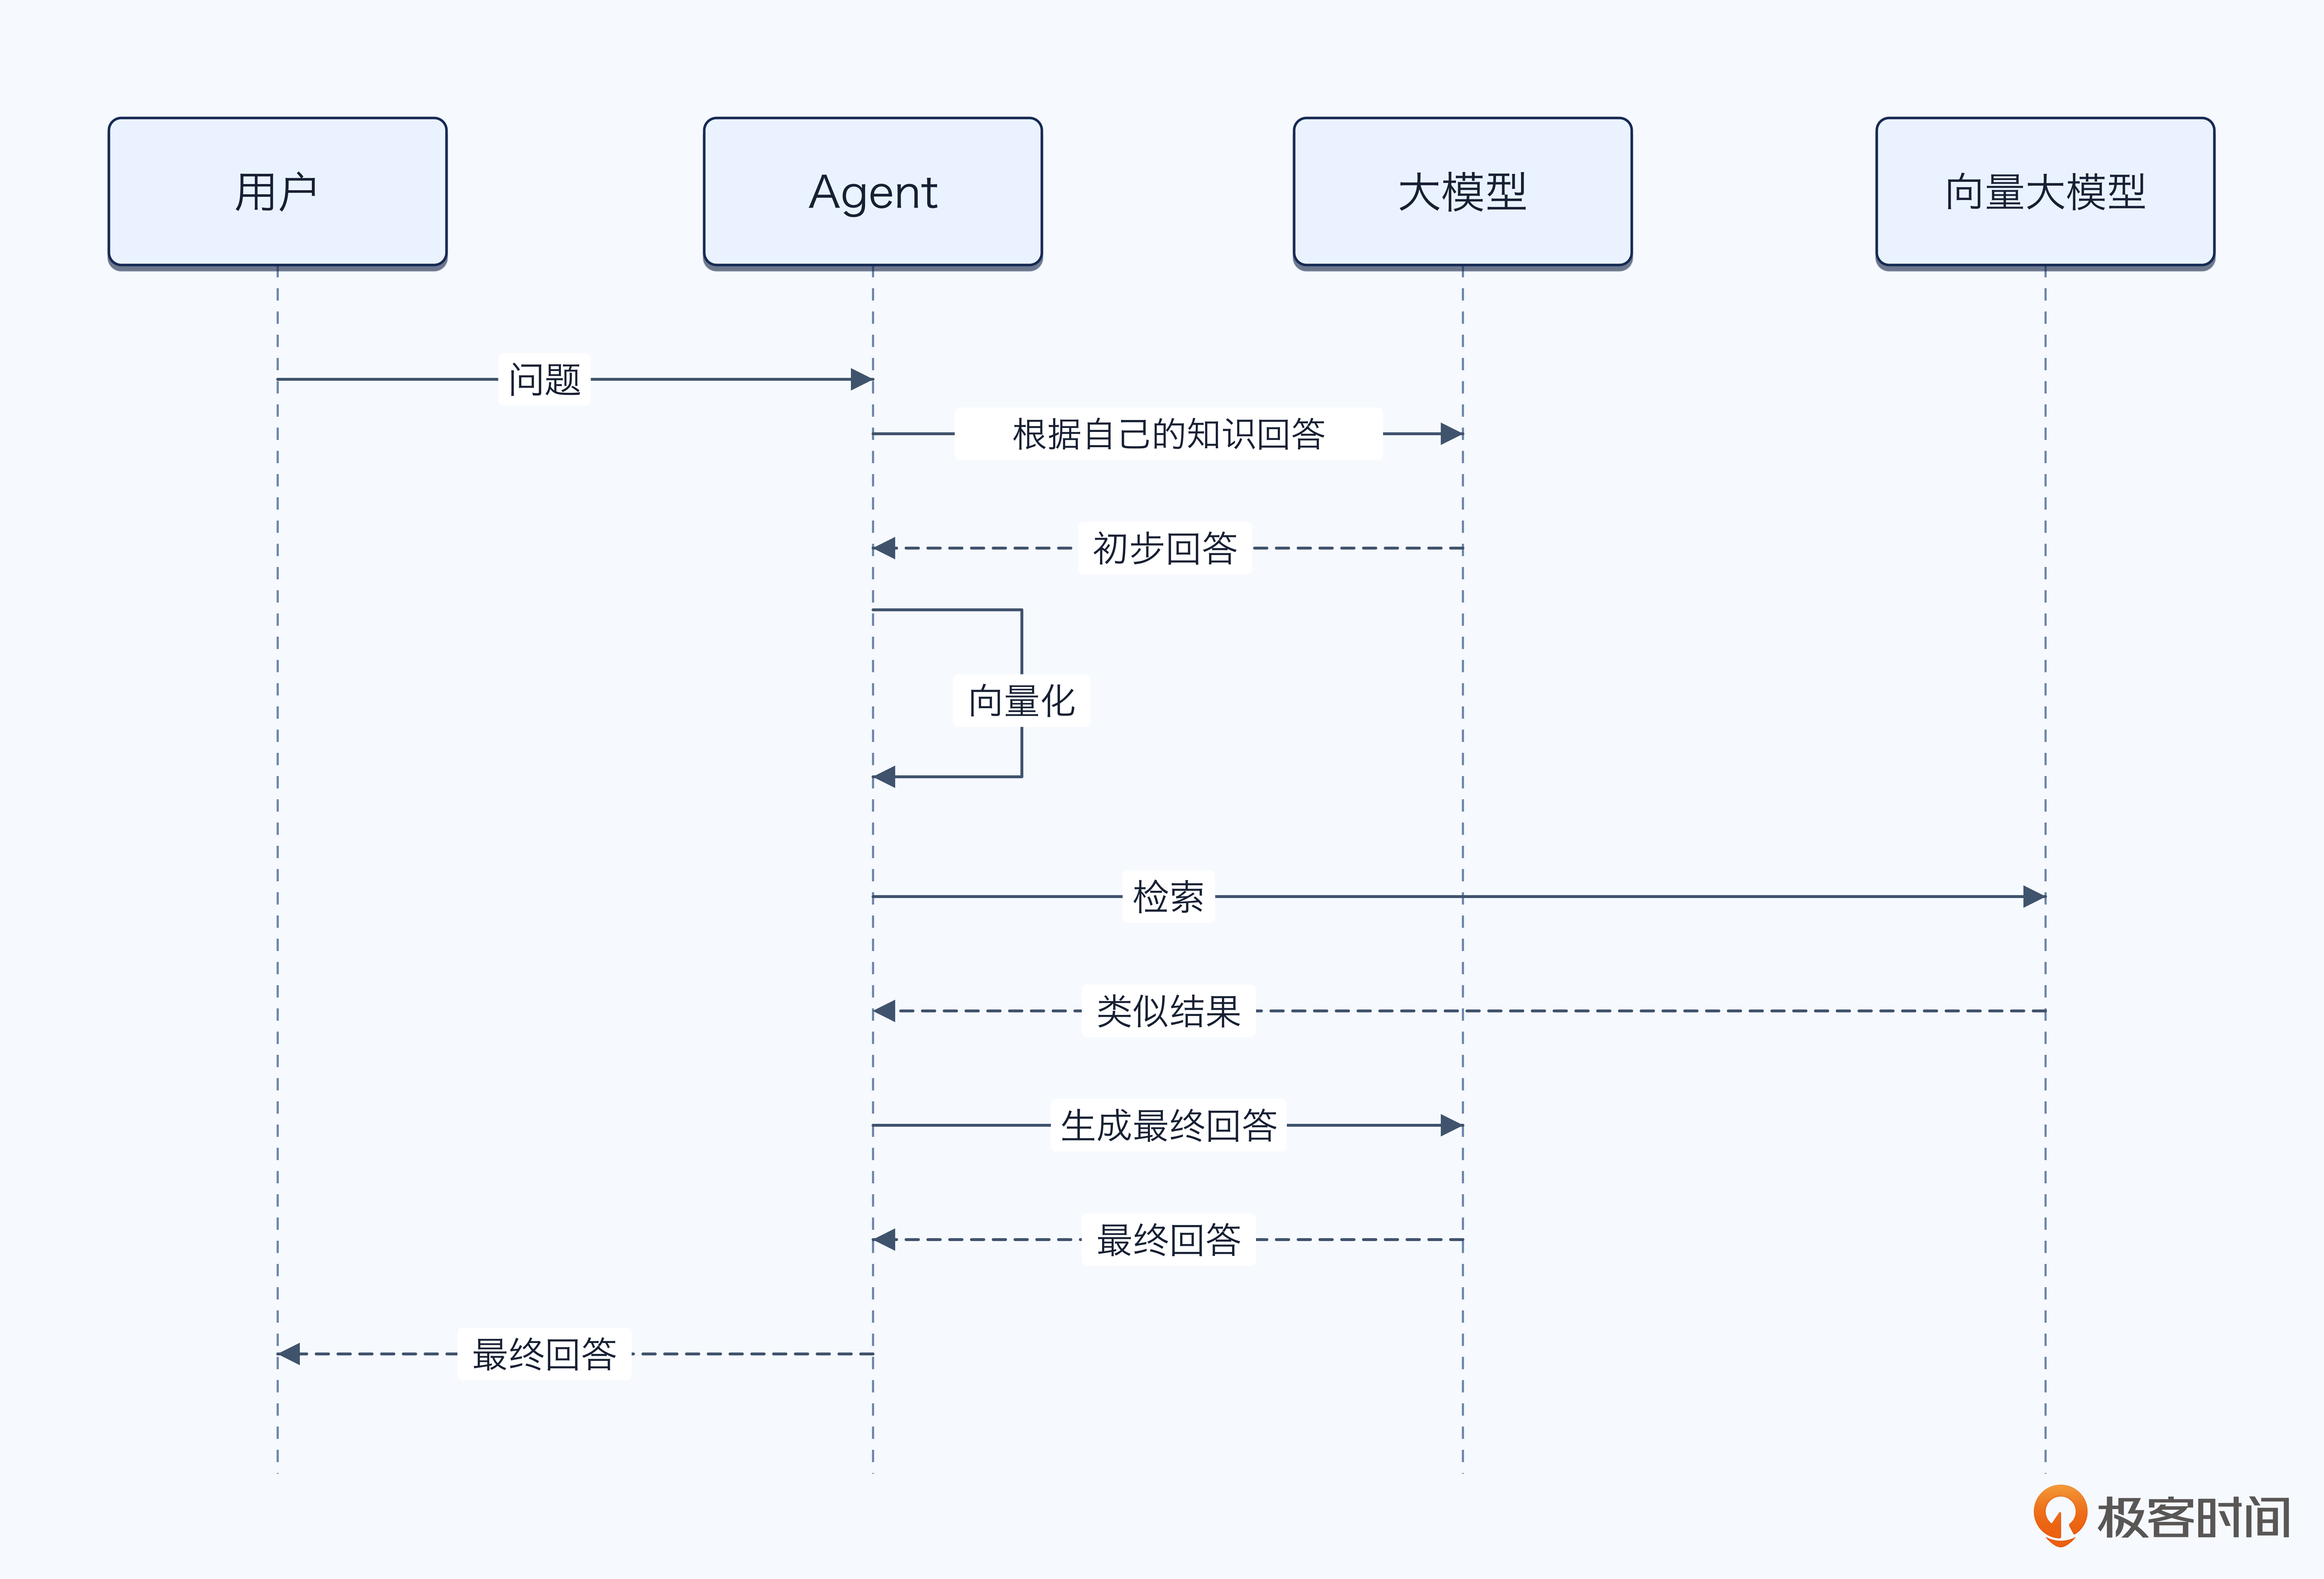 用户
Agent
大模型
向量大模型
问题
根据自己的知识回答
初步回答
向量化
检索
类似结果
生成最终回答
最终回答
最终回答
极客时间